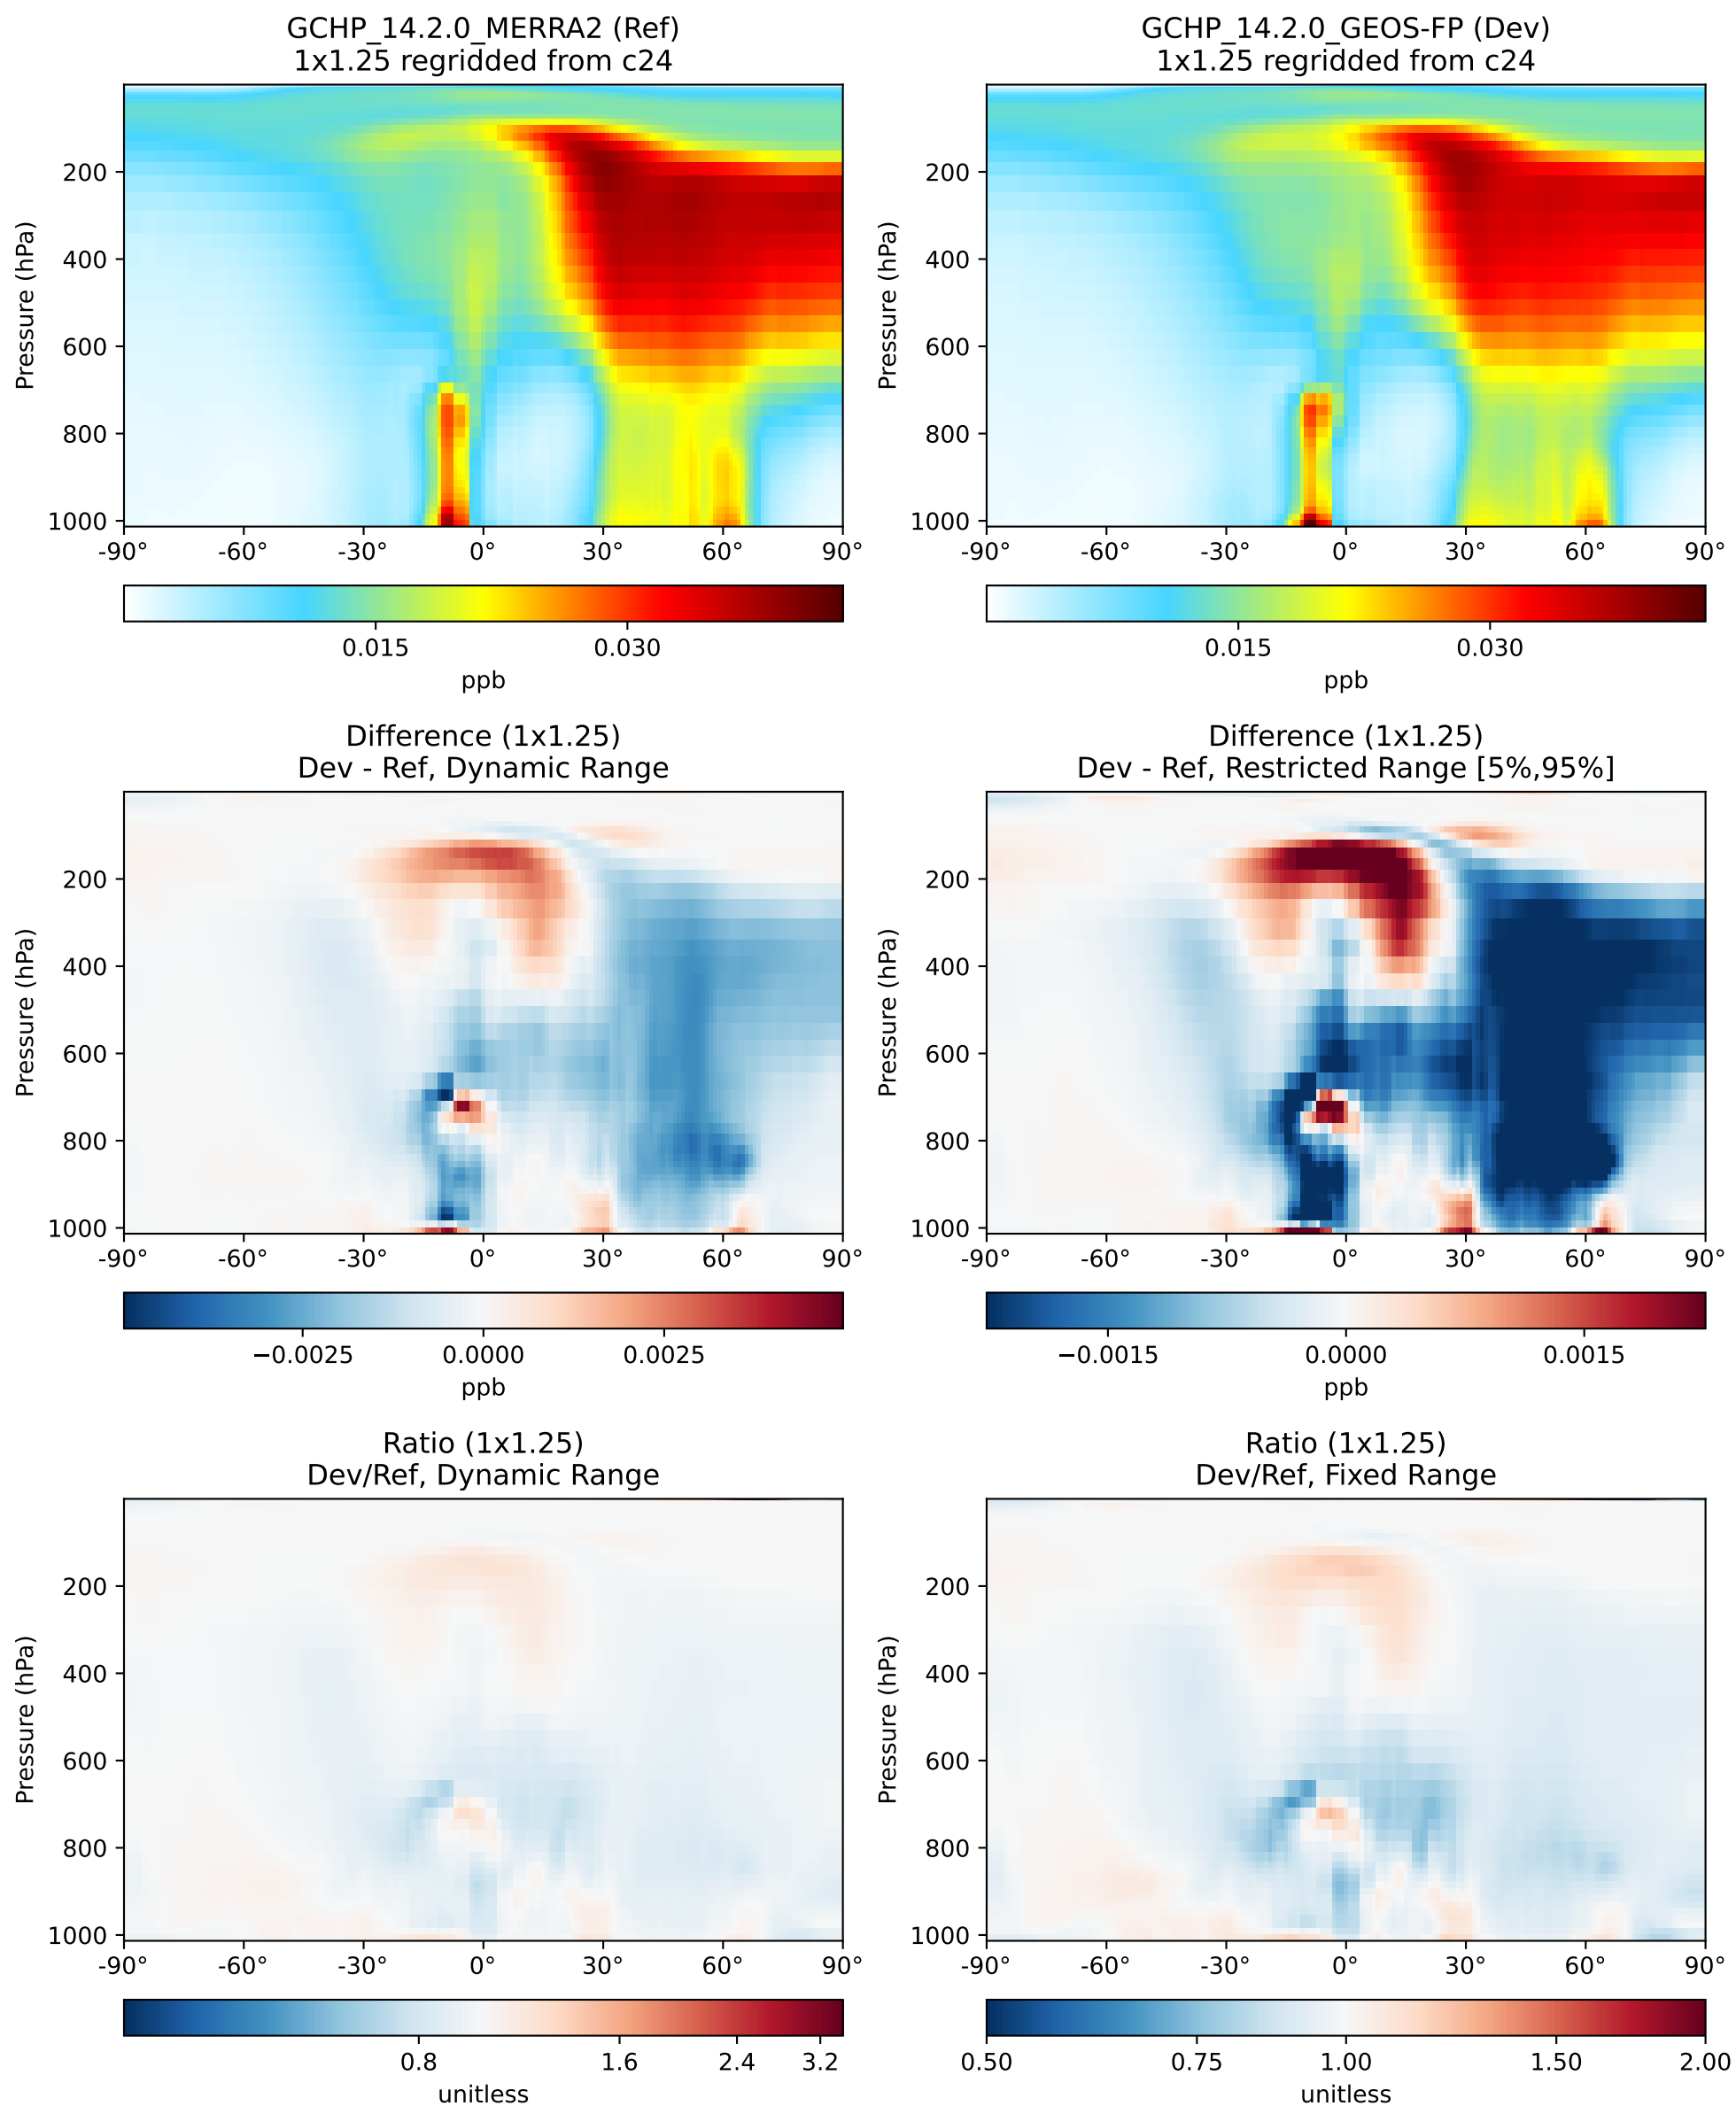 GCHP_14.2.0_MERRA2 (Ref)
1x1.25 regridded from c24
Pressure (hPa)
200
400
600
800
1000
-90° -60° -30° 0° 30° 60° 90°
0.015 0.030
ppb
GCHP_14.2.0_GEOS-FP (Dev)
1x1.25 regridded from c24
Pressure (hPa)
200
400
600
800
1000
-90° -60° -30° 0° 30° 60° 90°
0.015 0.030
ppb
Difference (1x1.25)
Dev - Ref, Dynamic Range
Pressure (hPa)
200
400
600
800
1000
-90° -60° -30° 0° 30° 60° 90°
−0.0025 0.0000 0.0025
ppb
Difference (1x1.25)
Dev - Ref, Restricted Range [5%,95%]
Pressure (hPa)
200
400
600
800
1000
-90° -60° -30° 0° 30° 60° 90°
−0.0015 0.0000 0.0015
ppb
Ratio (1x1.25)
Dev/Ref, Dynamic Range
Pressure (hPa)
200
400
600
800
1000
-90° -60° -30° 0° 30° 60° 90°
0.8 1.6 2.4 3.2
unitless
Ratio (1x1.25)
Dev/Ref, Fixed Range
Pressure (hPa)
200
400
600
800
1000
-90° -60° -30° 0° 30° 60° 90°
0.50 0.75 1.00 1.50 2.00
unitless